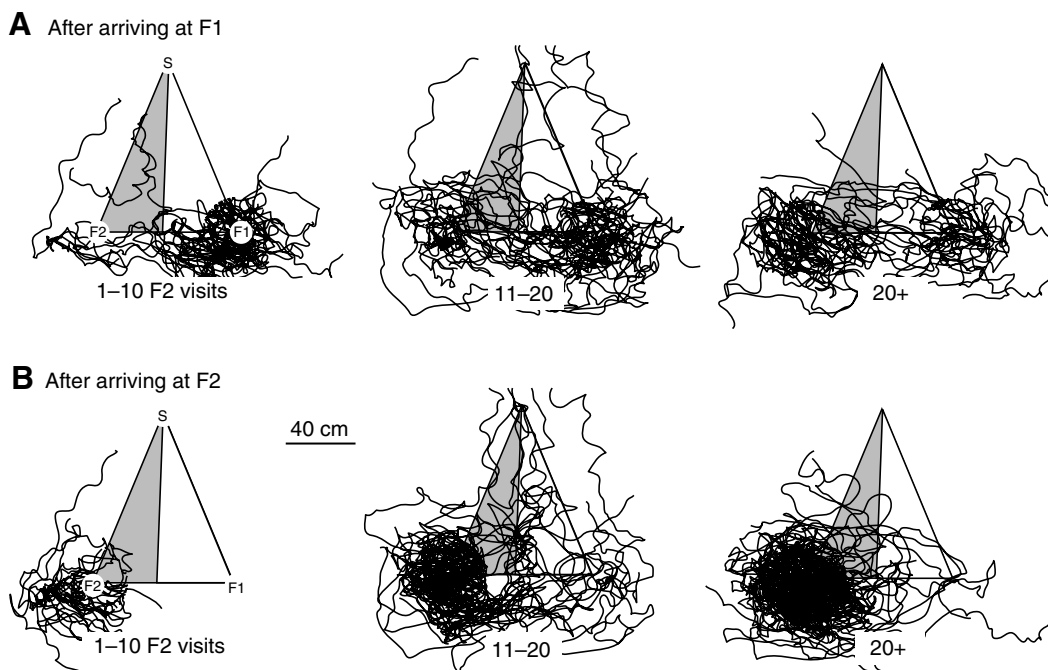 A After arriving at F1
S
F2
F1
1–10 F2 visits
11–20
20+
B After arriving at F2
S
40 cm
F2
F1
1–10 F2 visits
11–20
20+